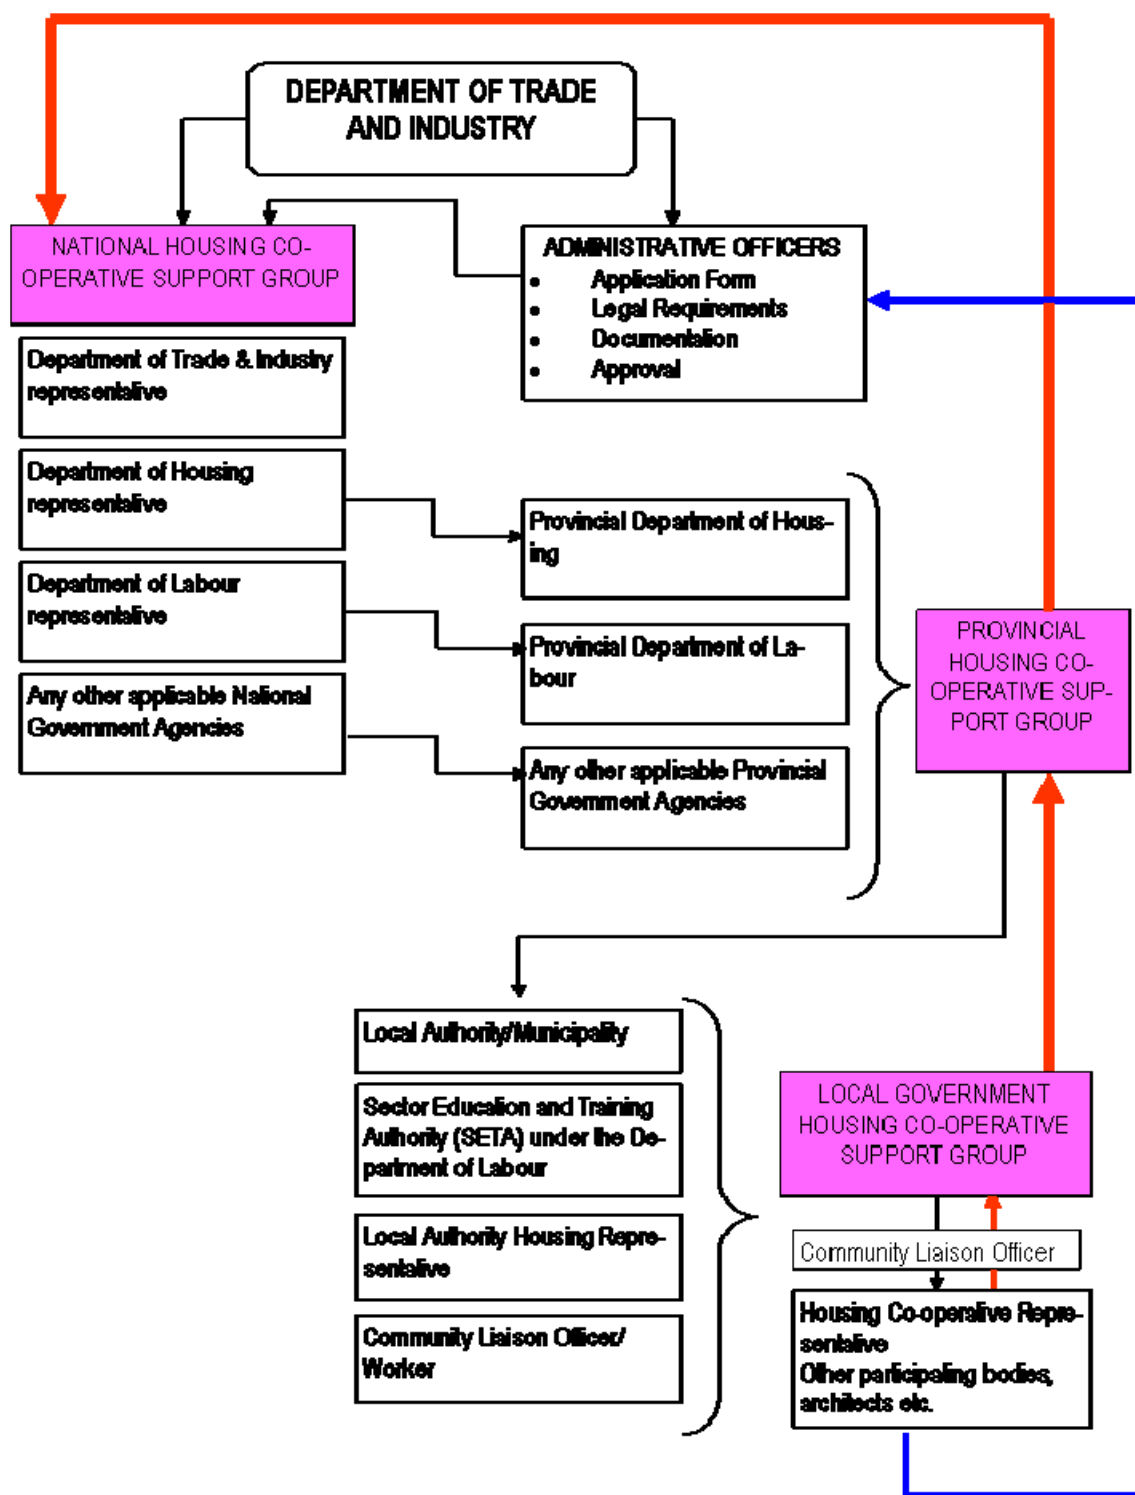 DEPARTMENT OF TRADE
AND INDUSTRY
NATIONAL HOUSING CO-
OPERATIVE SUPPORT GROUP
ADMINISTRATIVE OFFICERS
• Application Form
• Legal Requirements
• Documentation
• Approval
Department of Trade & Industry
representative
Department of Housing
representative
Department of Labour
representative
Any other applicable National
Government Agencies
Provincial Department of Hous-
ing
Provincial Department of La-
bour
Any other applicable Provincial
Government Agencies
PROVINCIAL
HOUSING CO-
OPERATIVE SUP-
PORT GROUP
Local Authority/Municipality
Sector Education and Training
Authority (SETA) under the De-
partment of Labour
Local Authority Housing Repre-
sentative
Community Liaison Officer/
Worker
LOCAL GOVERNMENT
HOUSING CO-OPERATIVE
SUPPORT GROUP
Community Liaison Officer
Housing Co-operative Repre-
sentative
Other participating bodies,
architects etc.